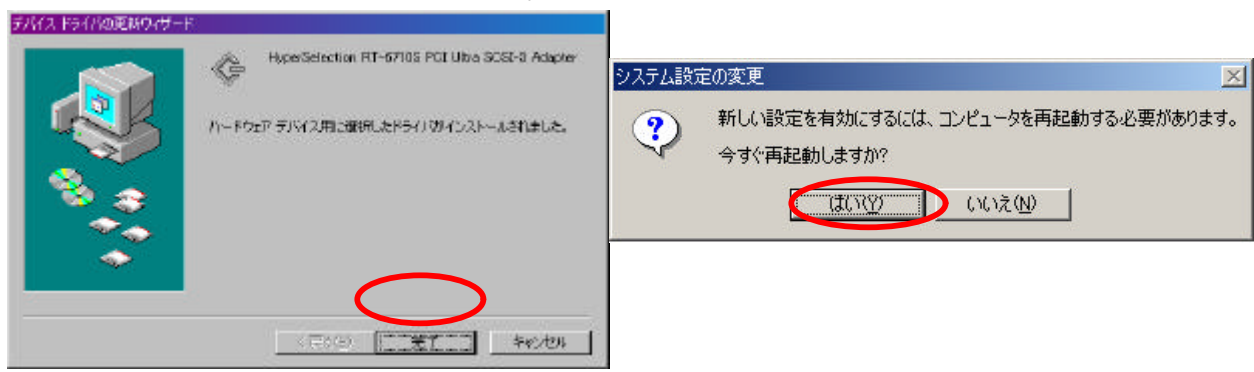 デバイス ドライバの更新ウィザード
HyperSelection RT-6710S PCI Ultra SCSI-3 Adapter
ハードウェア デバイス用に選択したドライバがインストールされました。
< 戻る(B)
完了
キャンセル
システム設定の変更
新しい設定を有効にするには、コンピュータを再起動する必要があります。
今すぐ再起動しますか?
はい(Y)
いいえ(N)